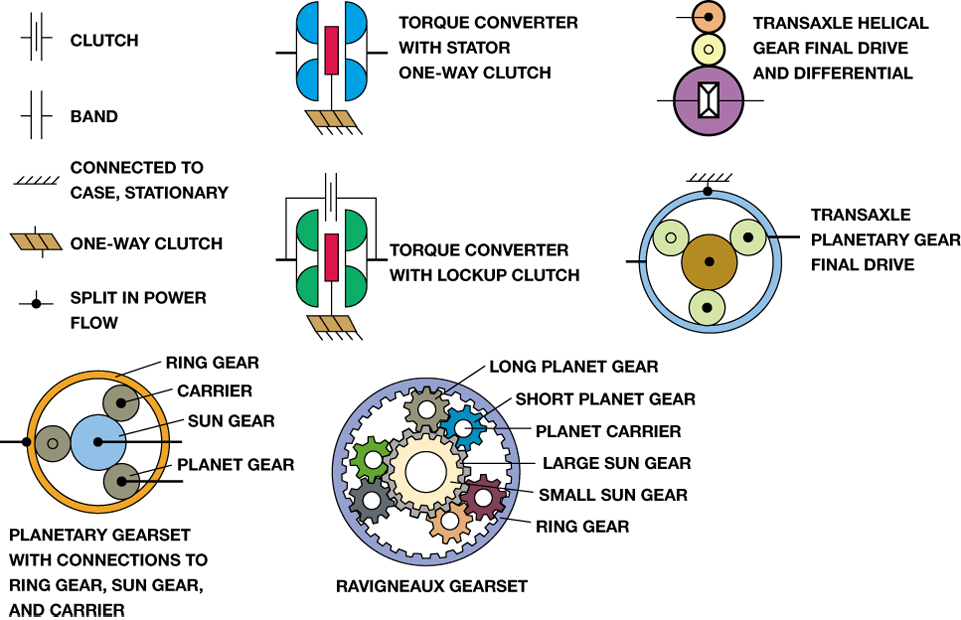 CLUTCH
BAND
CONNECTED TO
CASE, STATIONARY
ONE-WAY CLUTCH
SPLIT IN POWER
FLOW
TORQUE CONVERTER
WITH STATOR
ONE-WAY CLUTCH
TORQUE CONVERTER
WITH LOCKUP CLUTCH
TRANSAXLE HELICAL
GEAR FINAL DRIVE
AND DIFFERENTIAL
TRANSAXLE
PLANETARY GEAR
FINAL DRIVE
RING GEAR
CARRIER
SUN GEAR
PLANET GEAR
PLANETARY GEARSET
WITH CONNECTIONS TO
RING GEAR, SUN GEAR,
AND CARRIER
LONG PLANET GEAR
SHORT PLANET GEAR
PLANET CARRIER
LARGE SUN GEAR
SMALL SUN GEAR
RING GEAR
RAVIGNEAUX GEARSET